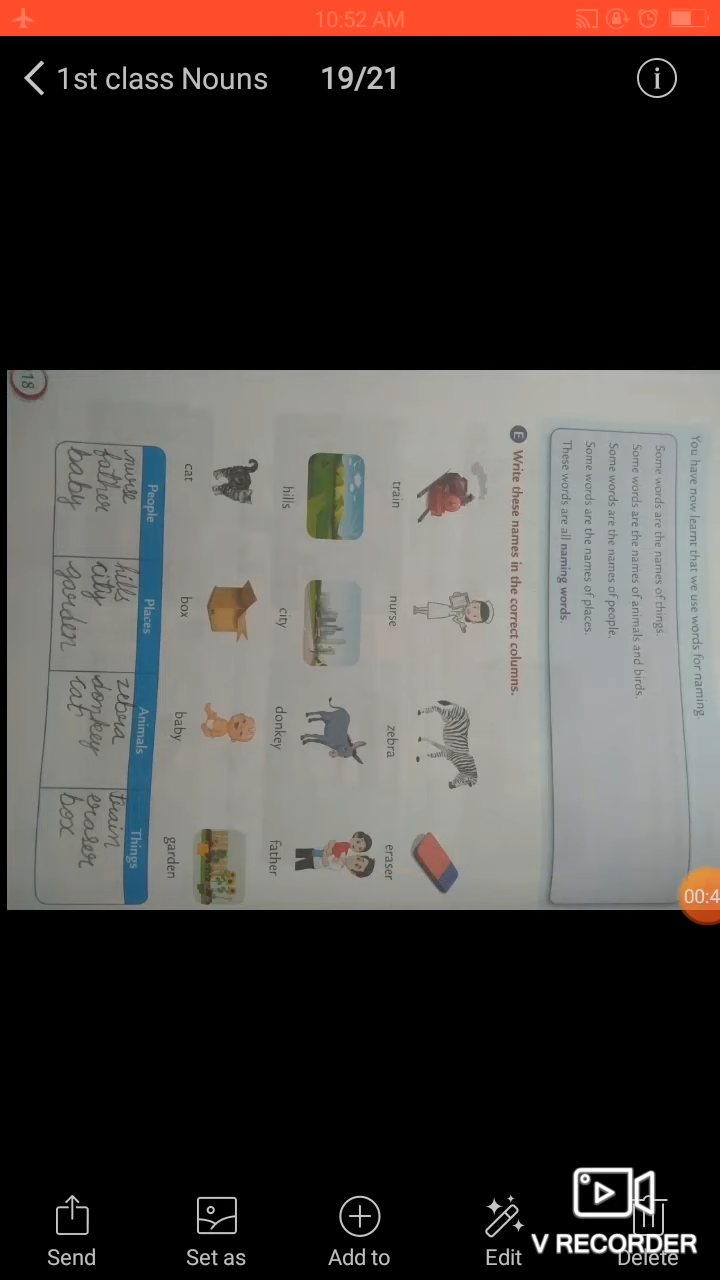 10:52 AM
1st class Nouns 19/21
i
You have now learnt that we use words for naming
Some words are the names of things.
Some words are the names of animals and birds.
Some words are the names of people.
Some words are the names of places.
These words are all naming words.
E Write these names in the correct columns.
train nurse zebra eraser
hills city donkey father
cat box baby garden
People Places Animals Things
nurse hills zebra train
father city donkey eraser
baby garden cat box
18
00:4
V RECORDER
Send Set as Add to Edit Delete